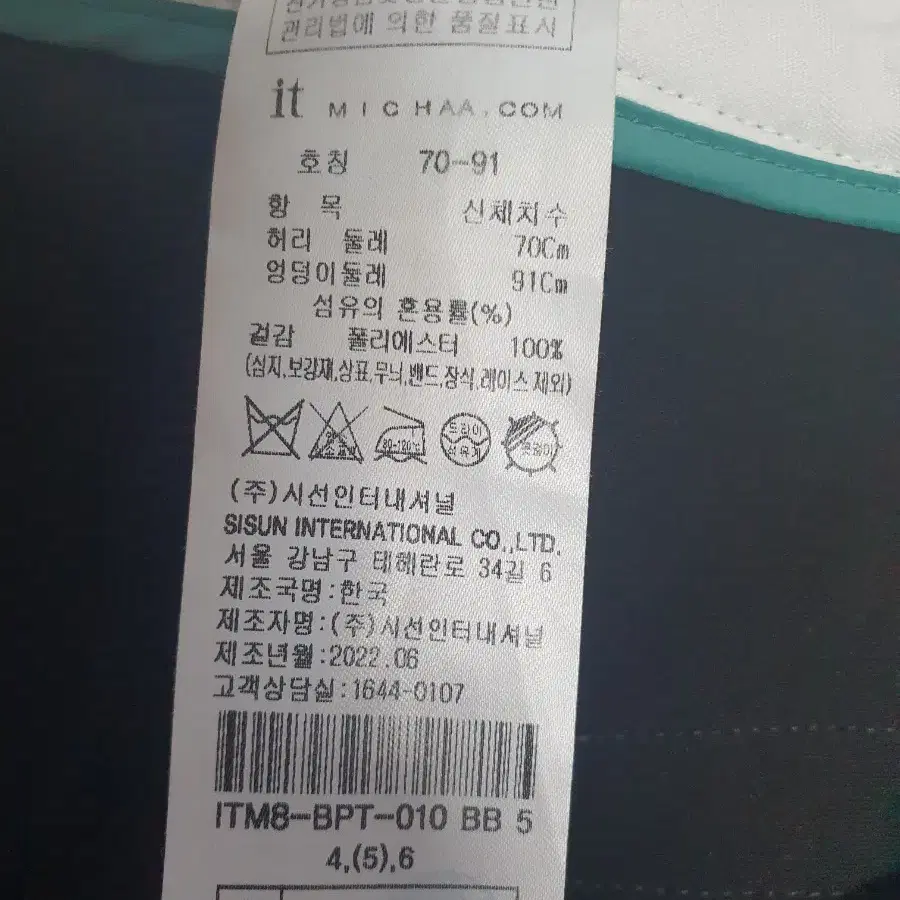 관리법에 의한 품질표시
it MICHAA.COM
호칭 70-91
항 목 신체치수
허리 둘레 70Cm
엉덩이둘레 91Cm
섬유의 혼용률(%)
겉감 폴리에스터 100%
(심지,보강재,상표,무늬,밴드,장식,레이스 제외)
80-120℃ 드라이
(주)시선인터내셔널
SISUN INTERNATIONAL CO.,LTD.
서울 강남구 테헤란로 34길 6
제조국명:한국
제조자명:(주)시선인터내셔널
제조년월:2022.06
고객상담실:1644-0107
ITM8-BPT-010 BB 5
4,(5),6